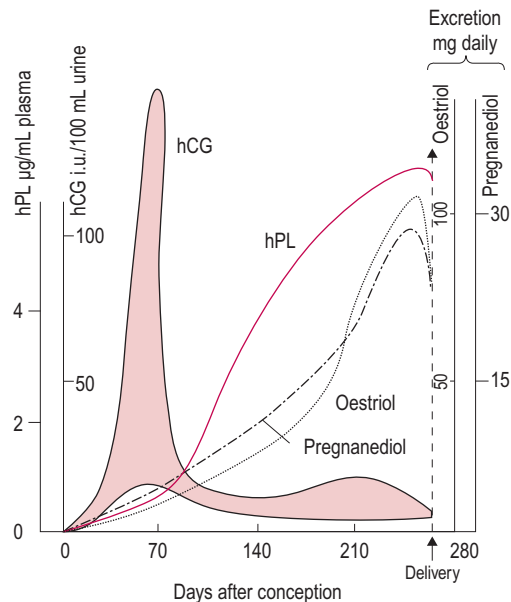 Excretion
mg daily
hPL µg/mL plasma
hCG i.u./100 mL urine
Oestriol
Pregnanediol
hCG
hPL
Oestriol
Pregnanediol
4
2
0
100
50
100
50
30
15
0
70
140
210
280
Delivery
Days after conception